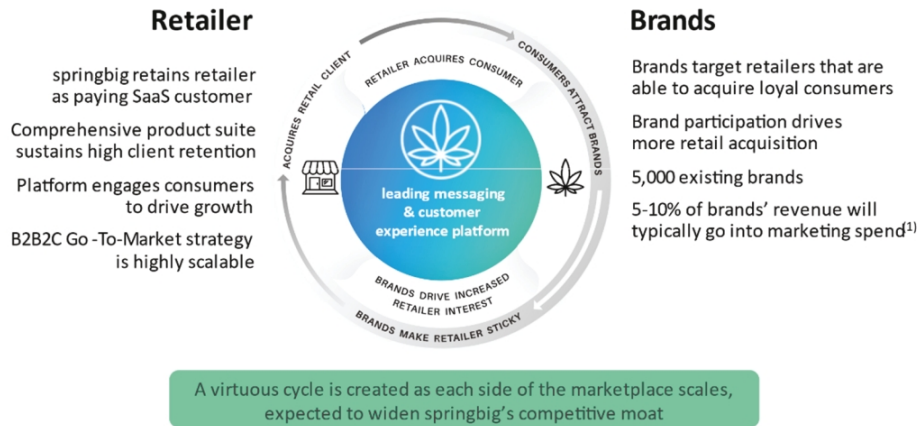 Retailer
springbig retains retailer
as paying SaaS customer
Comprehensive product suite
sustains high client retention
Platform engages consumers
to drive growth
B2B2C Go -To-Market strategy
is highly scalable
ACQUIRES RETAIL CLIENT
RETAILER ACQUIRES CONSUMER
CONSUMERS ATTRACT BRANDS
leading messaging
& customer
experience platform
BRANDS DRIVE INCREASED
RETAILER INTEREST
BRANDS MAKE RETAILER STICKY
Brands
Brands target retailers that are
able to acquire loyal consumers
Brand participation drives
more retail acquisition
5,000 existing brands
5-10% of brands’ revenue will
typically go into marketing spend(1)
A virtuous cycle is created as each side of the marketplace scales,
expected to widen springbig’s competitive moat